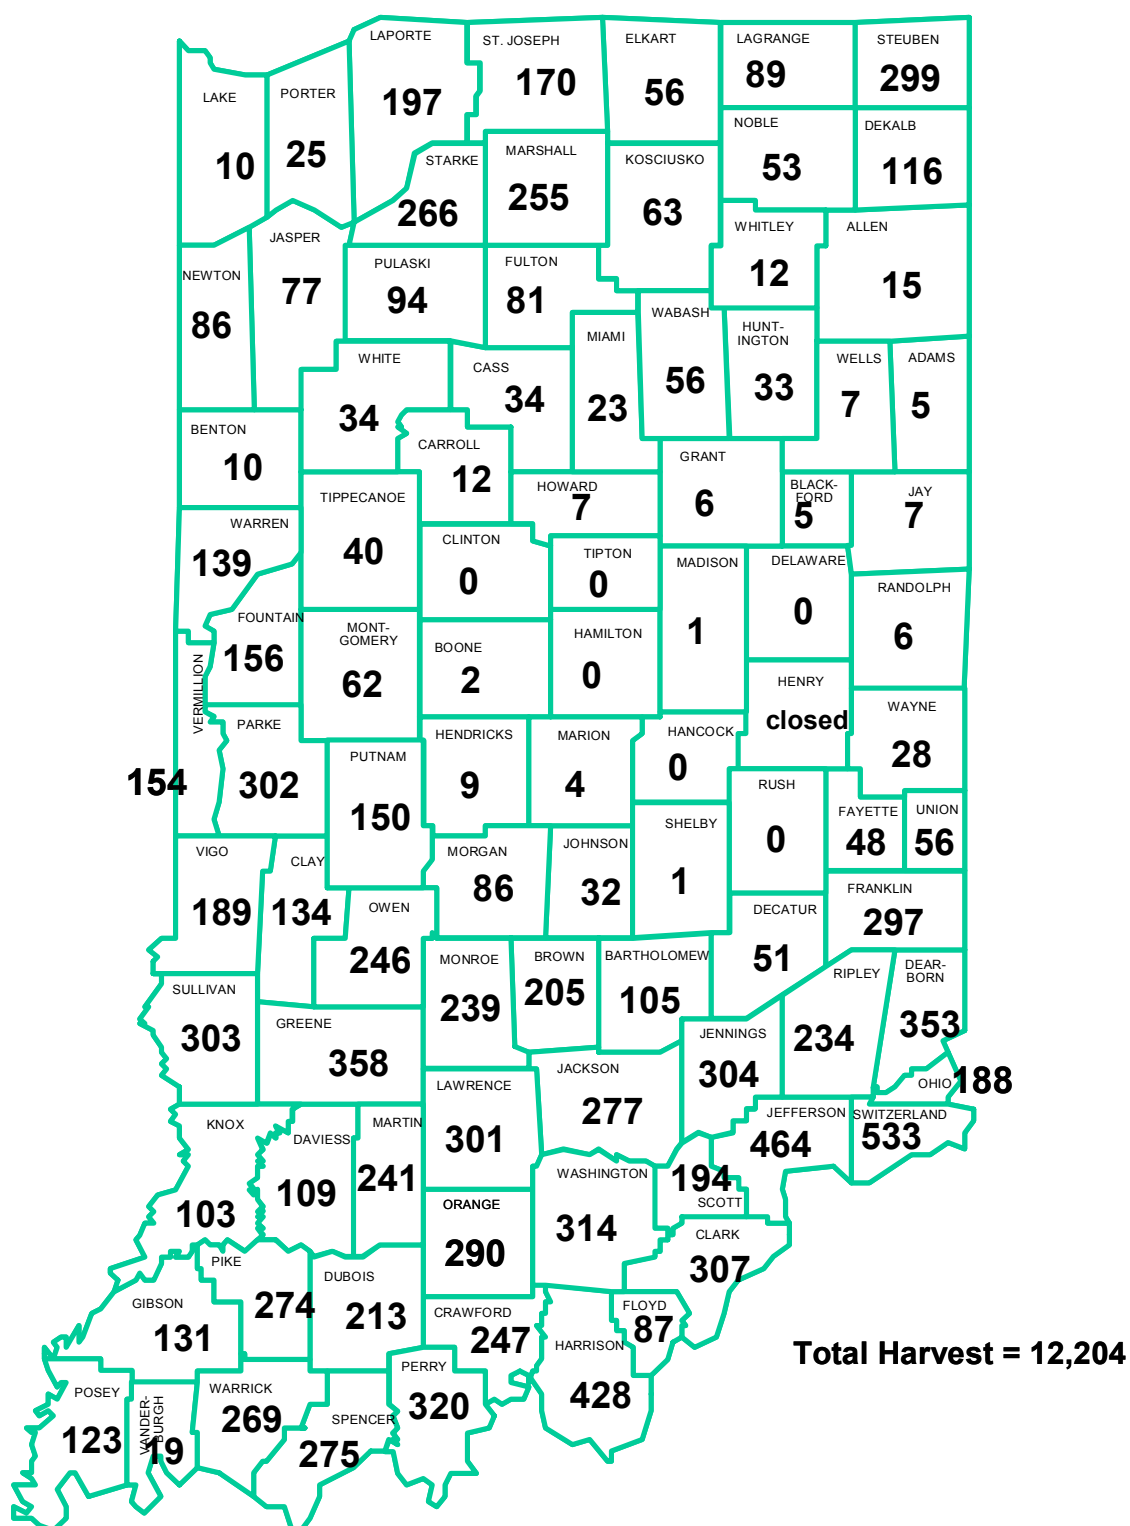 LAPORTE
197
ST. JOSEPH
170
ELKART
56
LAGRANGE
89
STEUBEN
299
LAKE
10
PORTER
25
STARKE
266
MARSHALL
255
KOSCIUSKO
63
NOBLE
53
DEKALB
116
NEWTON
86
JASPER
77
PULASKI
94
FULTON
81
WHITLEY
12
ALLEN
15
WHITE
34
CASS
34
MIAMI
23
WABASH
56
HUNT-
INGTON
33
WELLS
7
ADAMS
5
BENTON
10
CARROLL
12
TIPPECANOE
40
HOWARD
7
GRANT
6
BLACK-
FORD
5
JAY
7
WARREN
139
CLINTON
0
TIPTON
0
MADISON
1
DELAWARE
0
RANDOLPH
6
FOUNTAIN
156
MONT-
GOMERY
62
BOONE
2
HAMILTON
0
HENRY
closed
WAYNE
28
VERMILLION
154
PARKE
302
PUTNAM
150
HENDRICKS
9
MARION
4
HANCOCK
0
RUSH
0
FAYETTE
48
UNION
56
VIGO
189
CLAY
134
OWEN
246
MORGAN
86
JOHNSON
32
SHELBY
1
DECATUR
51
FRANKLIN
297
SULLIVAN
303
GREENE
358
MONROE
239
BROWN
205
BARTHOLOMEW
105
JENNINGS
304
RIPLEY
234
DEAR-
BORN
353
OHIO
188
KNOX
103
DAVIESS
109
MARTIN
241
LAWRENCE
301
JACKSON
277
JEFFERSON
464
SWITZERLAND
533
ORANGE
290
WASHINGTON
314
194
SCOTT
CLARK
307
GIBSON
131
PIKE
274
DUBOIS
213
CRAWFORD
247
HARRISON
428
FLOYD
87
Total Harvest = 12,204
POSEY
123
VANDER-
BURGH
19
WARRICK
269
SPENCER
275
PERRY
320